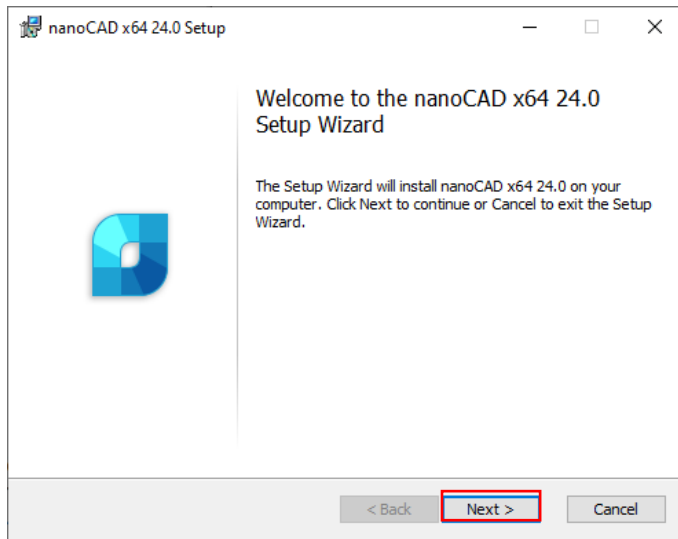 nanoCAD x64 24.0 Setup
Welcome to the nanoCAD x64 24.0
Setup Wizard
The Setup Wizard will install nanoCAD x64 24.0 on your
computer. Click Next to continue or Cancel to exit the Setup
Wizard.
< Back Next > Cancel